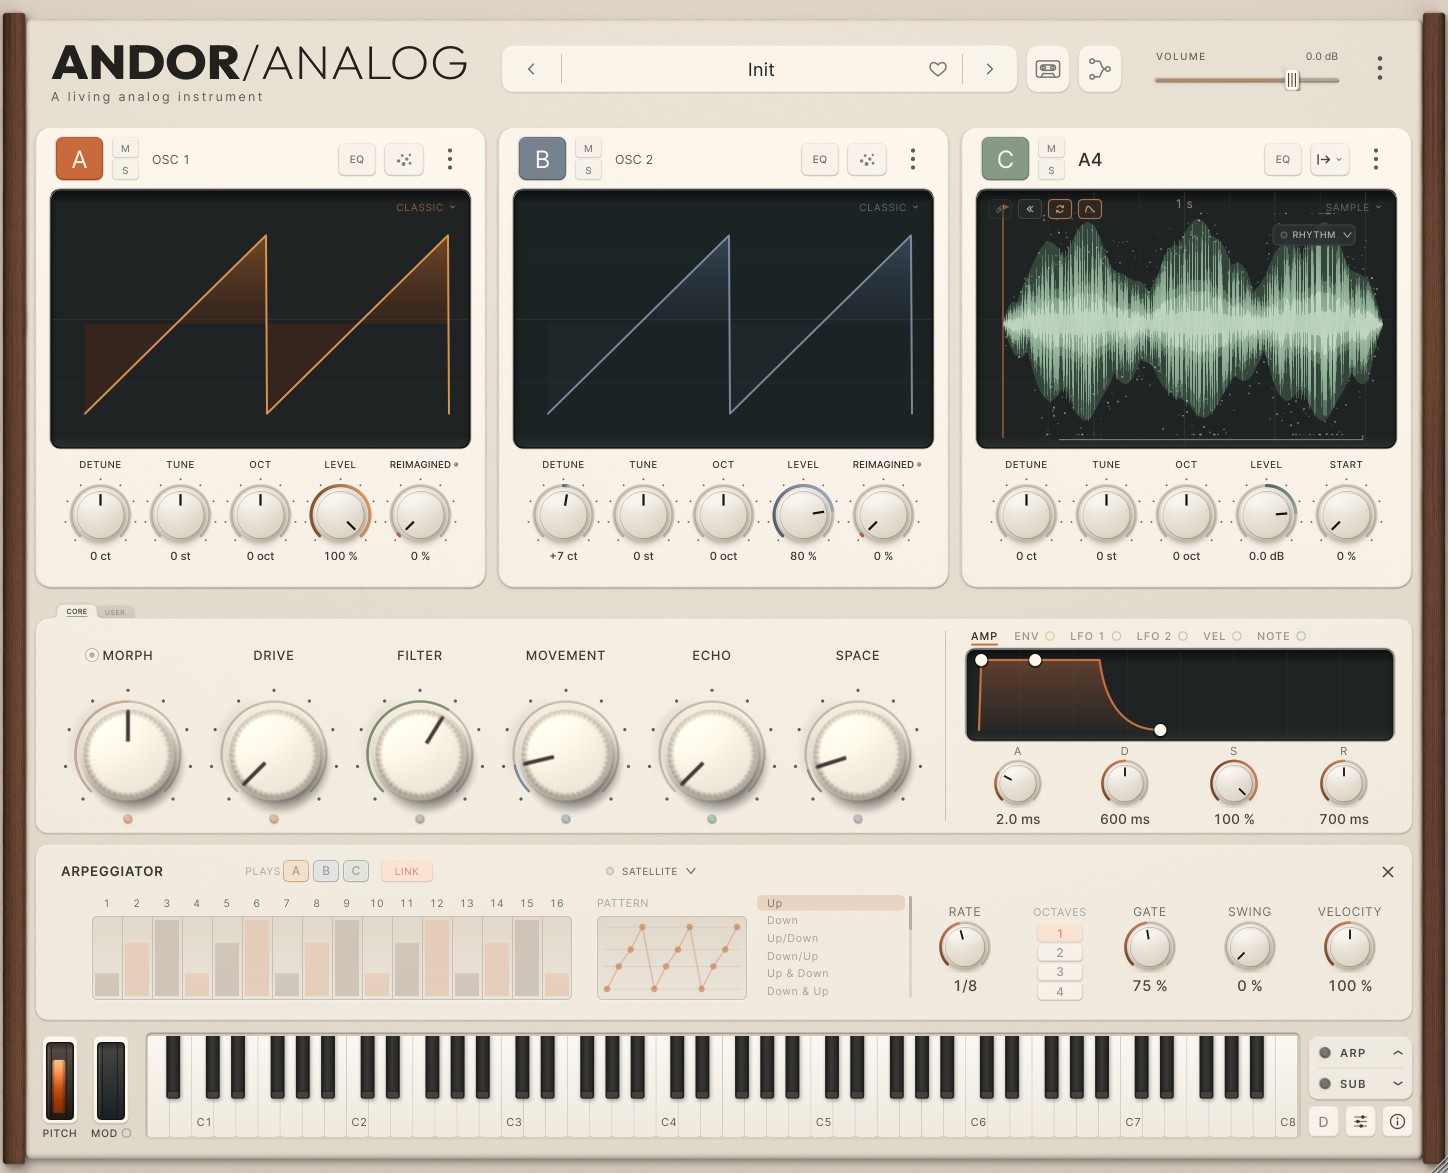 ANDOR/ANALOG
A living analog instrument
Init
VOLUME 0.0 dB
A M S OSC 1 EQ
B M S OSC 2 EQ
C M S A4 EQ
CLASSIC
CLASSIC
1 s SAMPLE
RHYTHM
DETUNE TUNE OCT LEVEL REIMAGINED
0 ct 0 st 0 oct 100 % 0 %
DETUNE TUNE OCT LEVEL REIMAGINED
+7 ct 0 st 0 oct 80 % 0 %
DETUNE TUNE OCT LEVEL START
0 ct 0 st 0 oct 0.0 dB 0 %
CORE USER
MORPH DRIVE FILTER MOVEMENT ECHO SPACE
AMP ENV LFO 1 LFO 2 VEL NOTE
A D S R
2.0 ms 600 ms 100 % 700 ms
ARPEGGIATOR PLAYS A B C LINK SATELLITE
1 2 3 4 5 6 7 8 9 10 11 12 13 14 15 16
PATTERN
Up
Down
Up/Down
Down/Up
Up & Down
Down & Up
RATE OCTAVES GATE SWING VELOCITY
1
2
3
4
1/8 75 % 0 % 100 %
C1 C2 C3 C4 C5 C6 C7 C8
PITCH MOD
ARP
SUB
D